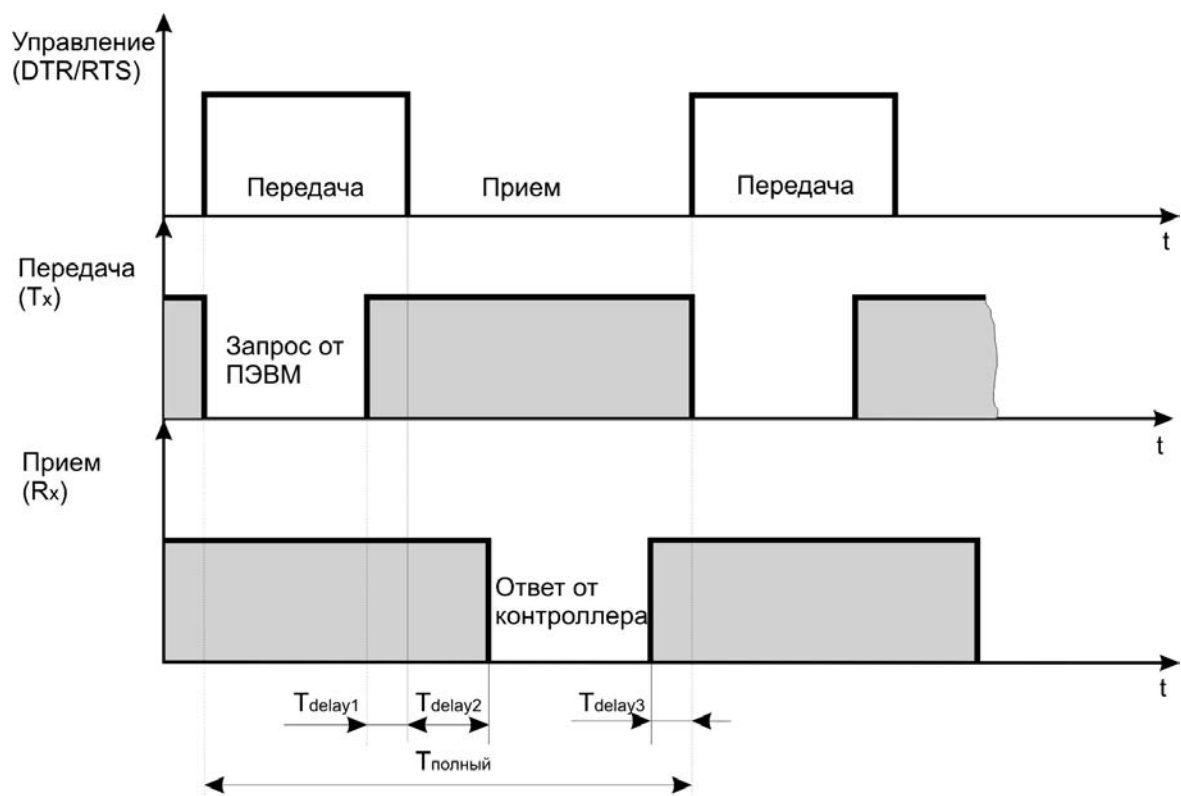 Управление
(DTR/RTS)
Передача
Прием
Передача
t
Передача
(Tx)
Запрос от
ПЭВМ
t
Прием
(Rx)
Ответ от
контроллера
t
Tdelay1
Tdelay2
Tdelay3
Tполный